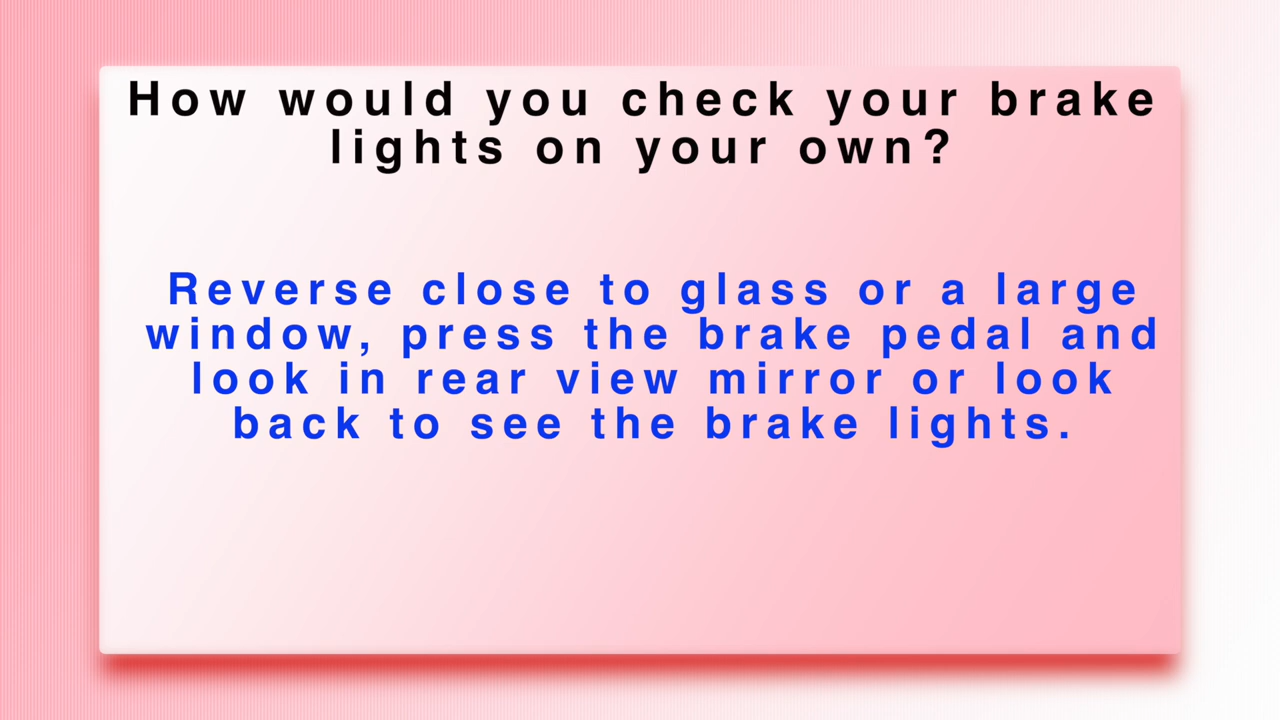 How would you check your brake
lights on your own?
Reverse close to glass or a large
window, press the brake pedal and
look in rear view mirror or look
back to see the brake lights.